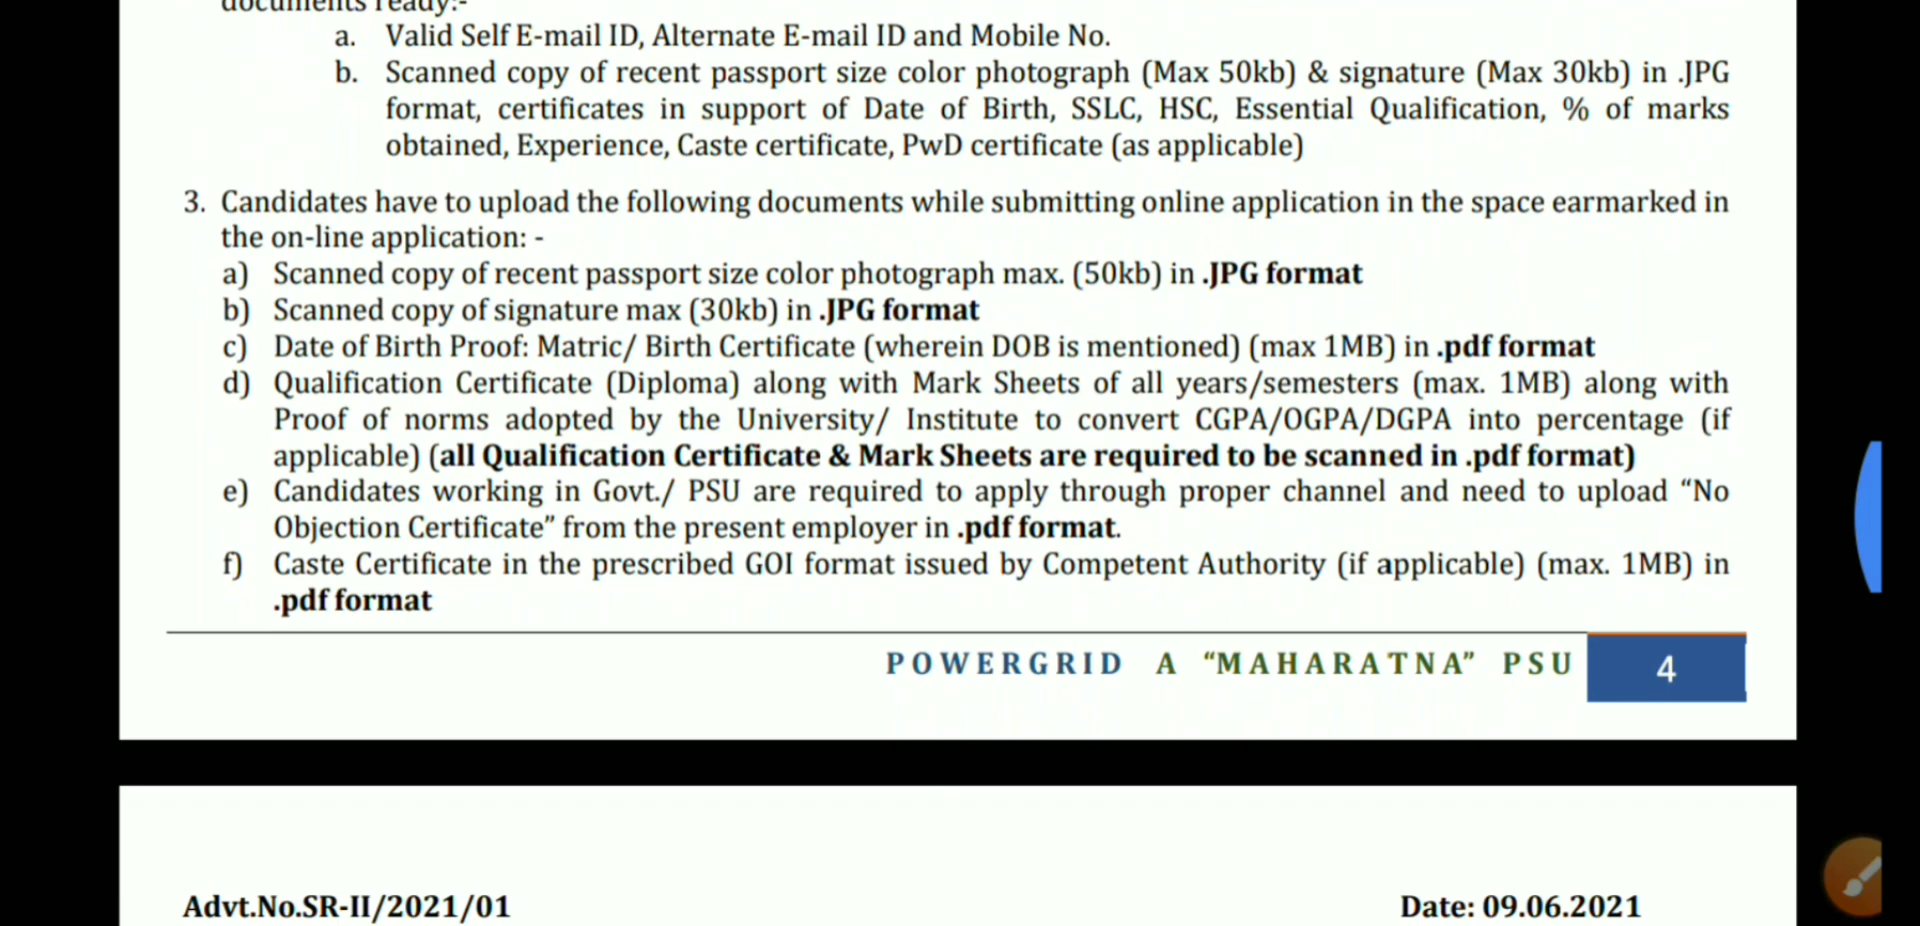 documents ready:-
a. Valid Self E-mail ID, Alternate E-mail ID and Mobile No.
b. Scanned copy of recent passport size color photograph (Max 50kb) & signature (Max 30kb) in .JPG
format, certificates in support of Date of Birth, SSLC, HSC, Essential Qualification, % of marks
obtained, Experience, Caste certificate, PwD certificate (as applicable)
3. Candidates have to upload the following documents while submitting online application in the space earmarked in
the on-line application: -
a) Scanned copy of recent passport size color photograph max. (50kb) in .JPG format
b) Scanned copy of signature max (30kb) in .JPG format
c) Date of Birth Proof: Matric/ Birth Certificate (wherein DOB is mentioned) (max 1MB) in .pdf format
d) Qualification Certificate (Diploma) along with Mark Sheets of all years/semesters (max. 1MB) along with
Proof of norms adopted by the University/ Institute to convert CGPA/OGPA/DGPA into percentage (if
applicable) (all Qualification Certificate & Mark Sheets are required to be scanned in .pdf format)
e) Candidates working in Govt./ PSU are required to apply through proper channel and need to upload “No
Objection Certificate” from the present employer in .pdf format.
f) Caste Certificate in the prescribed GOI format issued by Competent Authority (if applicable) (max. 1MB) in
.pdf format
POWERGRID A “MAHARATNA” PSU 4
Advt.No.SR-II/2021/01 Date: 09.06.2021